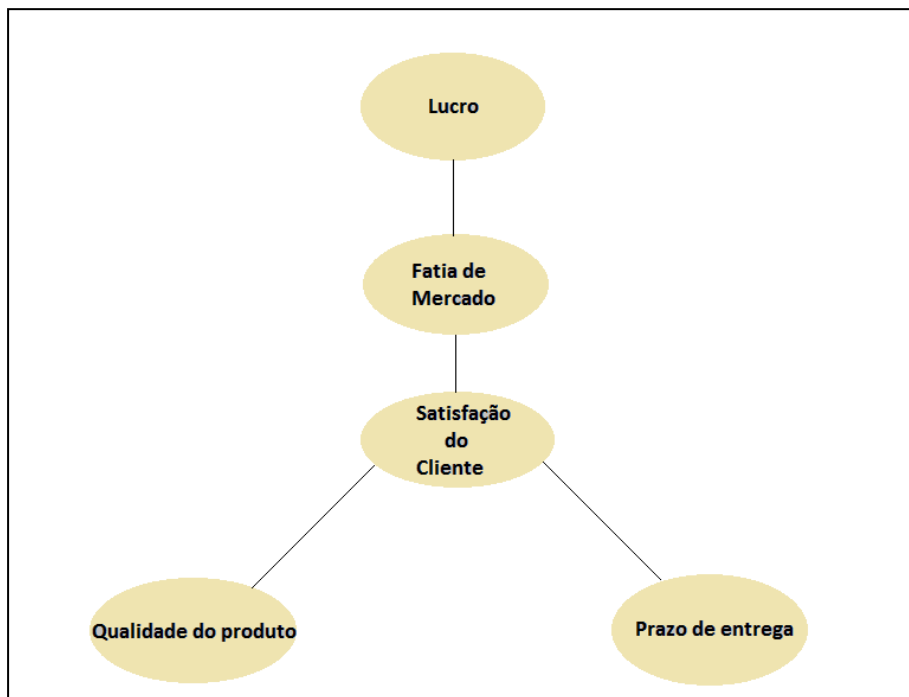 Lucro
Fatia de
Mercado
Satisfação
do
Cliente
Qualidade do produto
Prazo de entrega